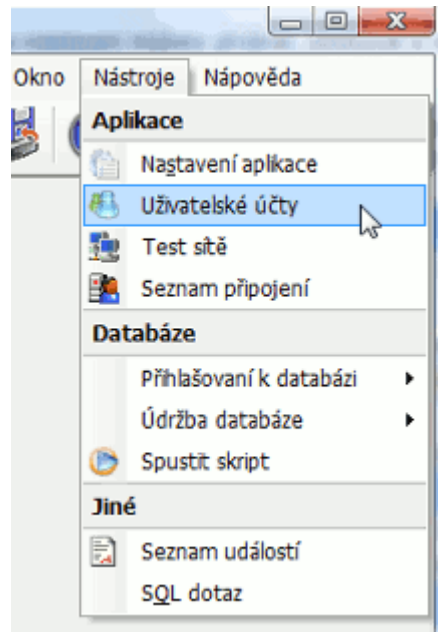 Okno Nástroje Nápověda
Aplikace
Nastavení aplikace
Uživatelské účty
Test sítě
Seznam připojení
Databáze
Přihlašovaní k databázi
Údržba databáze
Spustit skript
Jiné
Seznam událostí
SQL dotaz